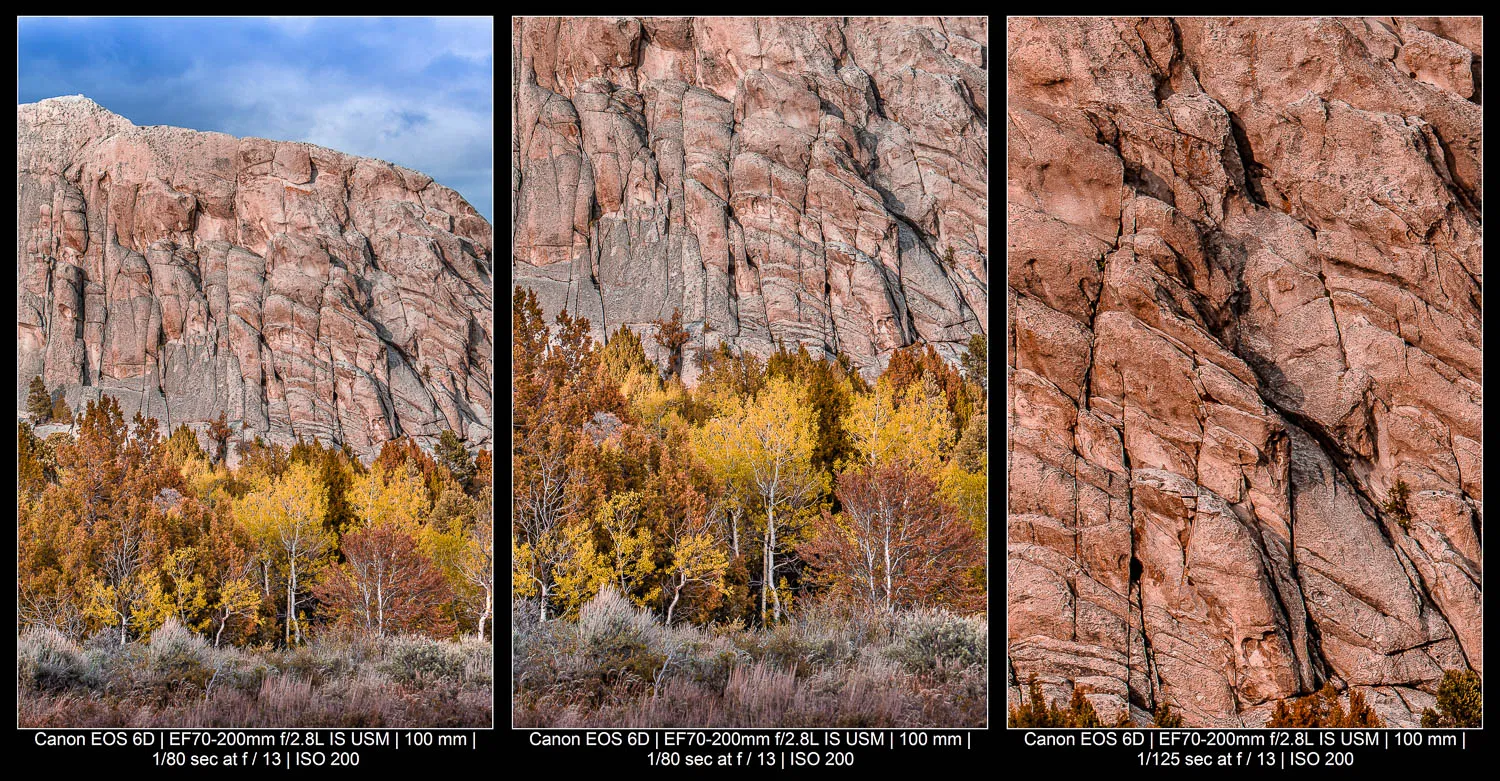 Canon EOS 6D | EF70-200mm f/2.8L IS USM | 100 mm |
1/80 sec at f / 13 | ISO 200
Canon EOS 6D | EF70-200mm f/2.8L IS USM | 100 mm |
1/80 sec at f / 13 | ISO 200
Canon EOS 6D | EF70-200mm f/2.8L IS USM | 100 mm |
1/125 sec at f / 13 | ISO 200